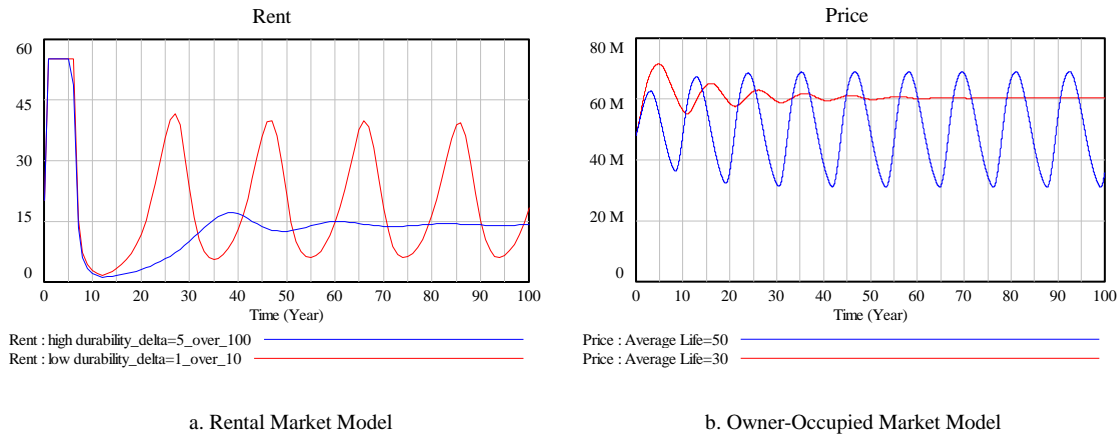 Rent
60
45
30
15
0
0 10 20 30 40 50 60 70 80 90 100
Time (Year)
Rent : high durability_delta=5_over_100
Rent : low durability_delta=1_over_10
a. Rental Market Model
Price
80 M
60 M
40 M
20 M
0
0 10 20 30 40 50 60 70 80 90 100
Time (Year)
Price : Average Life=50
Price : Average Life=30
b. Owner-Occupied Market Model